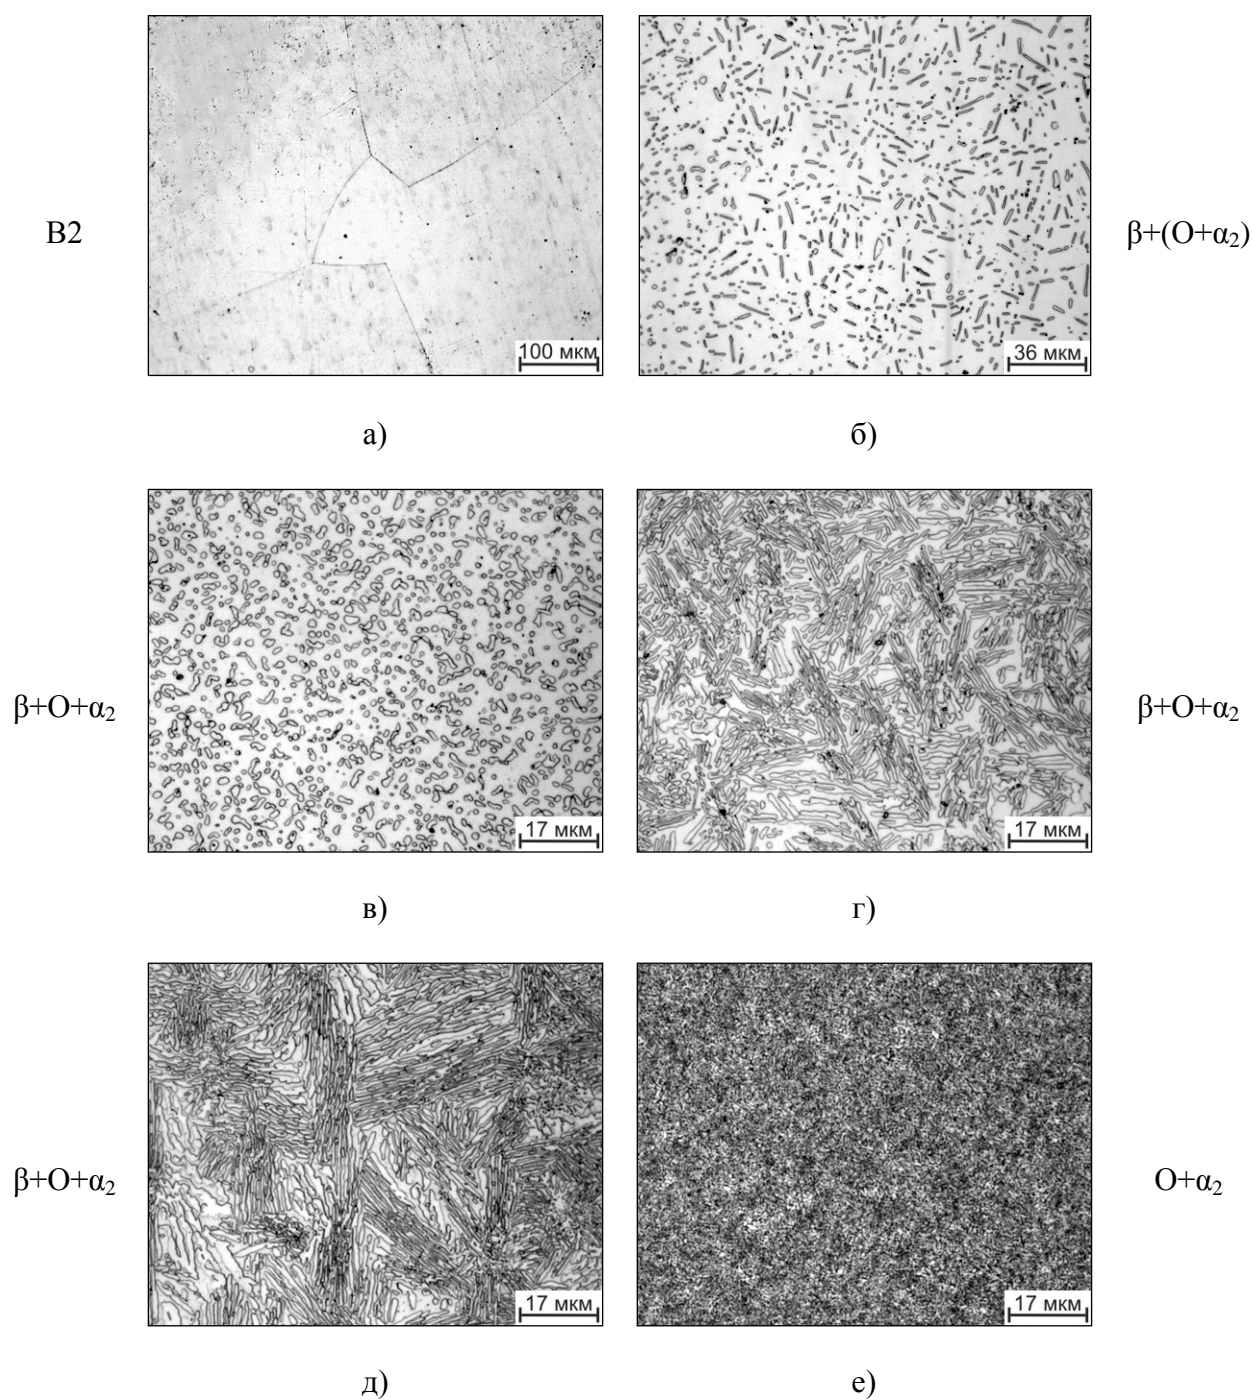 B2
100 мкм
36 мкм
β+(O+α₂)
а)
б)
β+O+α₂
17 мкм
17 мкм
β+O+α₂
в)
г)
β+O+α₂
17 мкм
17 мкм
O+α₂
д)
е)